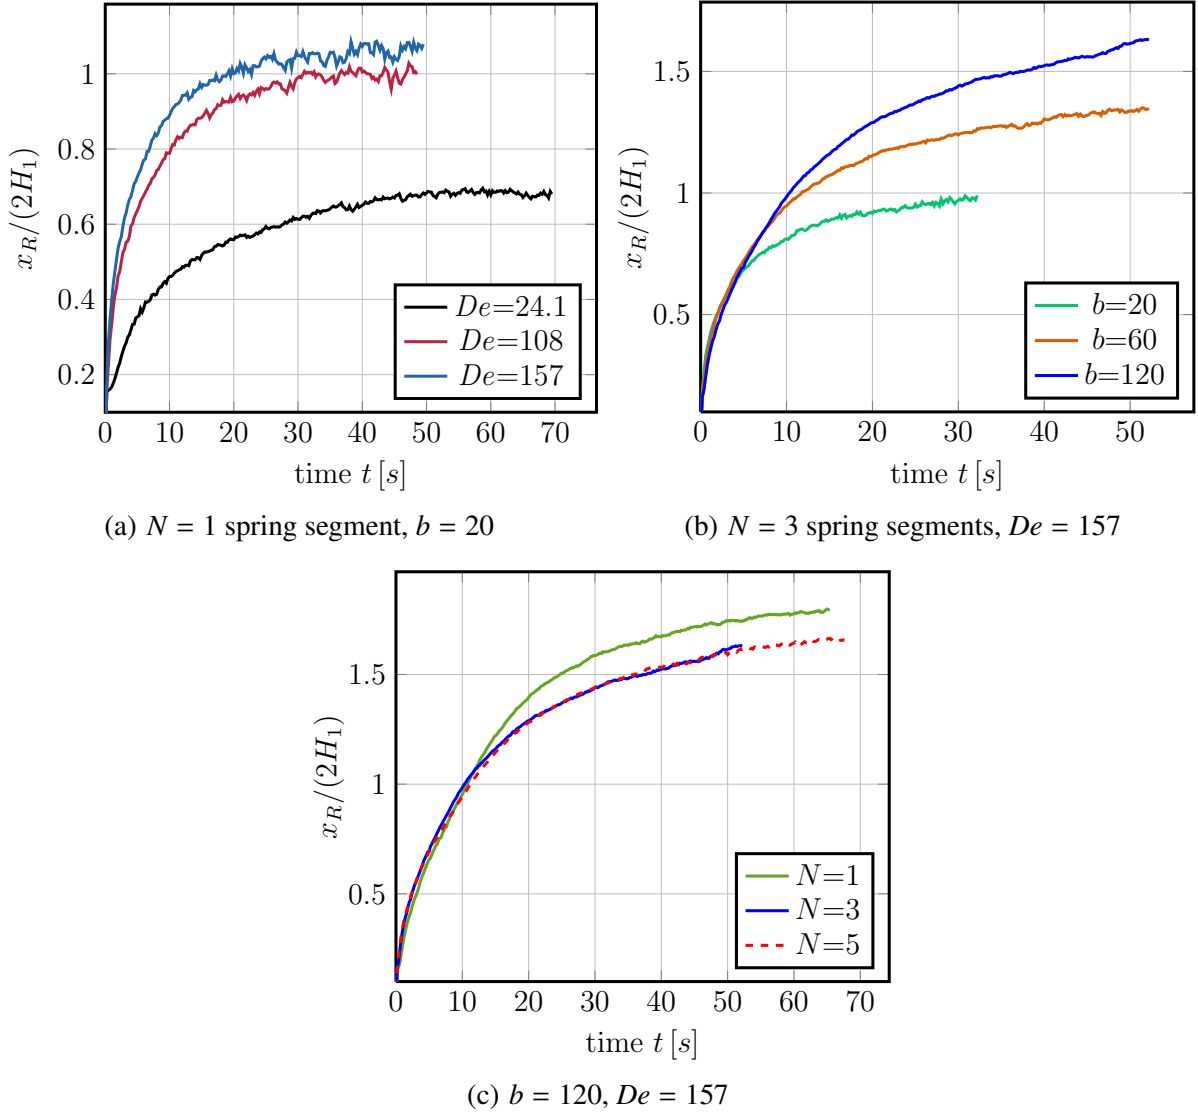 1
0.8
0.6
0.4
0.2
x_R/(2H_1)
0 10 20 30 40 50 60 70
time t [s]
De=24.1
De=108
De=157
(a) N = 1 spring segment, b = 20
1.5
1
0.5
x_R/(2H_1)
0 10 20 30 40 50
time t [s]
b=20
b=60
b=120
(b) N = 3 spring segments, De = 157
1.5
1
0.5
x_R/(2H_1)
0 10 20 30 40 50 60 70
time t [s]
N=1
N=3
N=5
(c) b = 120, De = 157